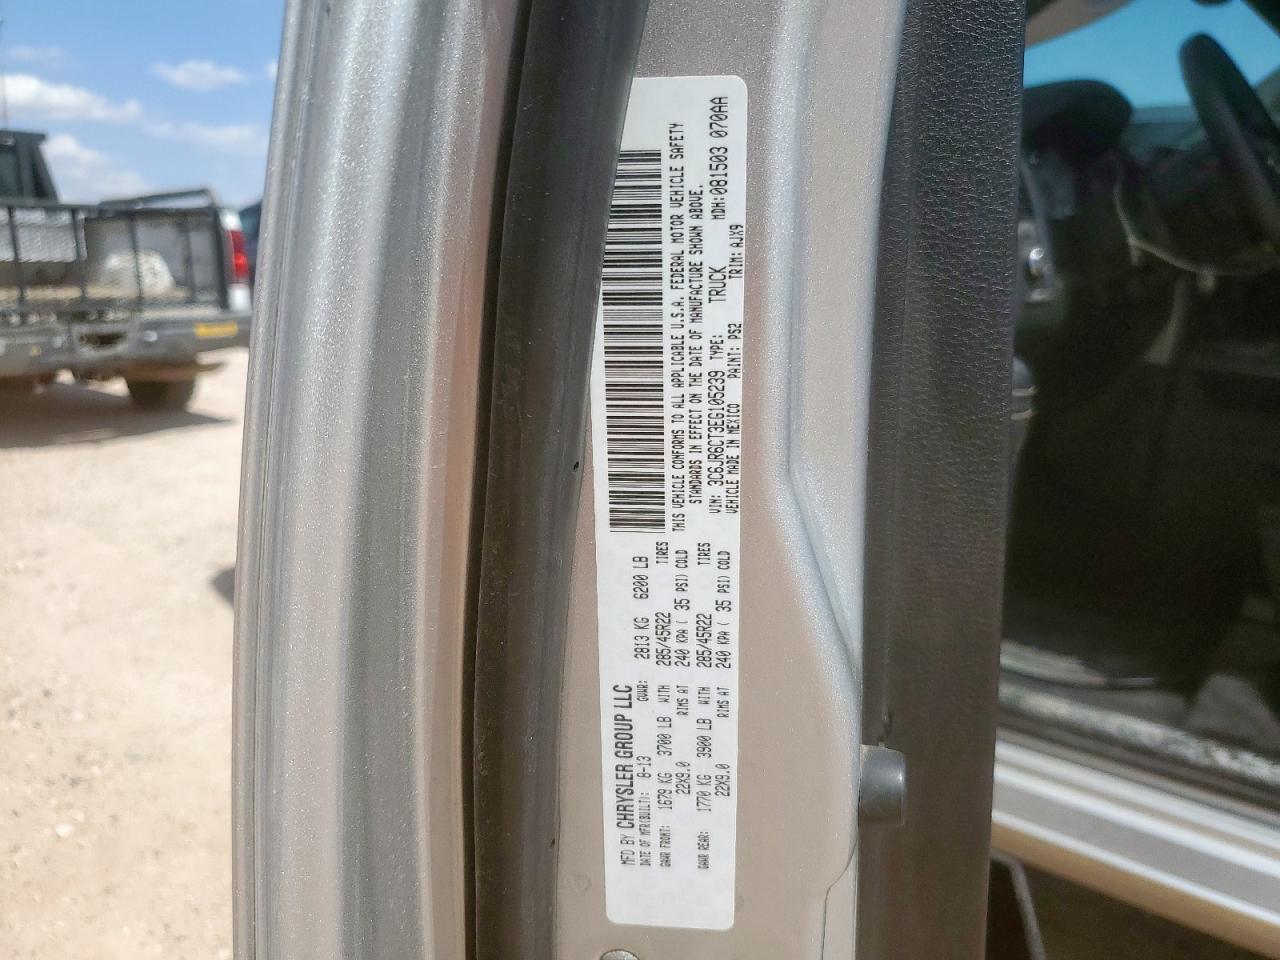 MFD BY CHRYSLER GROUP LLC
DATE OF MFR(BUILT): 8-13 GVWR: 2813 KG 6200 LB
GAWR FRONT: 1679 KG 3700 LB WITH 285/45R22 TIRES
22X9.0 RIMS AT 240 KPA ( 35 PSI) COLD
GAWR REAR: 1770 KG 3900 LB WITH 285/45R22 TIRES
22X9.0 RIMS AT 240 KPA ( 35 PSI) COLD
THIS VEHICLE CONFORMS TO ALL APPLICABLE U.S.A. FEDERAL MOTOR VEHICLE SAFETY
STANDARDS IN EFFECT ON THE DATE OF MANUFACTURE SHOWN ABOVE.
VIN: 3C6JR6CT3EG105239 TYPE: TRUCK MDH:081503 070AA
VEHICLE MADE IN MEXICO PAINT: PS2 TRIM: AJX9